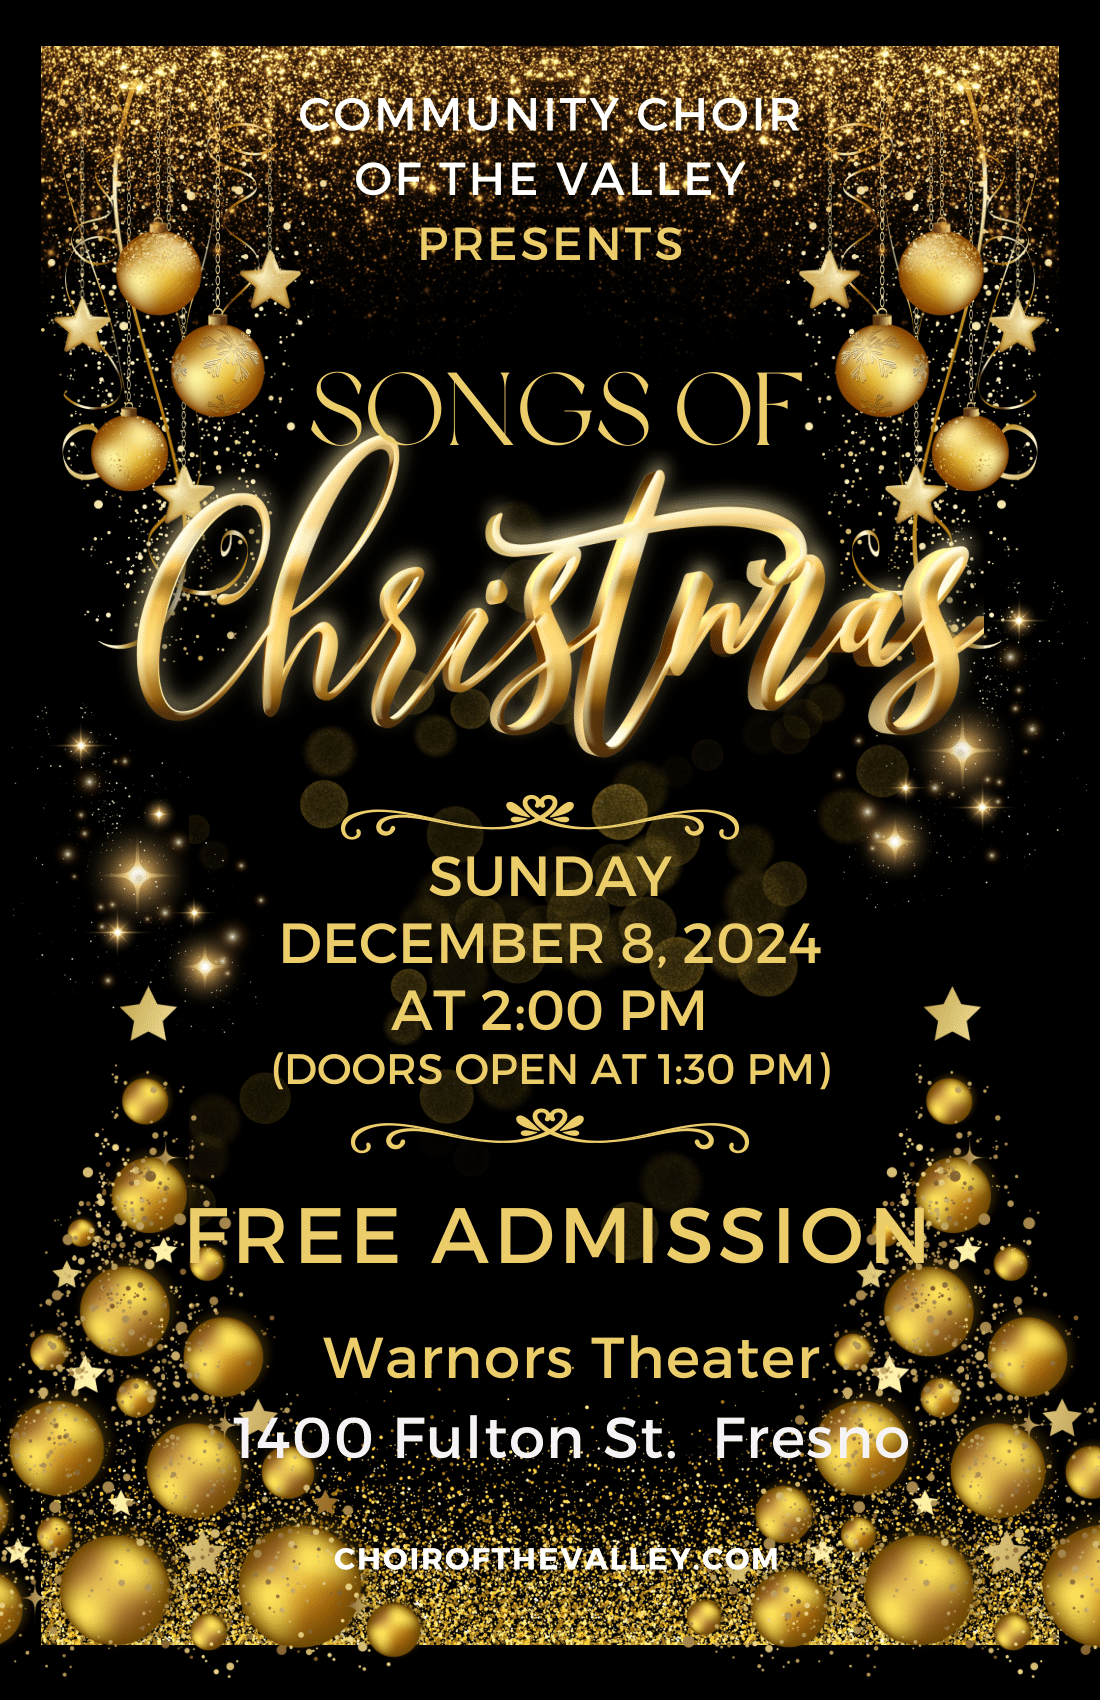 COMMUNITY CHOIR
OF THE VALLEY
PRESENTS
SONGS OF
Christmas
SUNDAY
DECEMBER 8, 2024
AT 2:00 PM
(DOORS OPEN AT 1:30 PM)
FREE ADMISSION
Warnors Theater
1400 Fulton St. Fresno
CHOIROFTHEVALLEY.COM